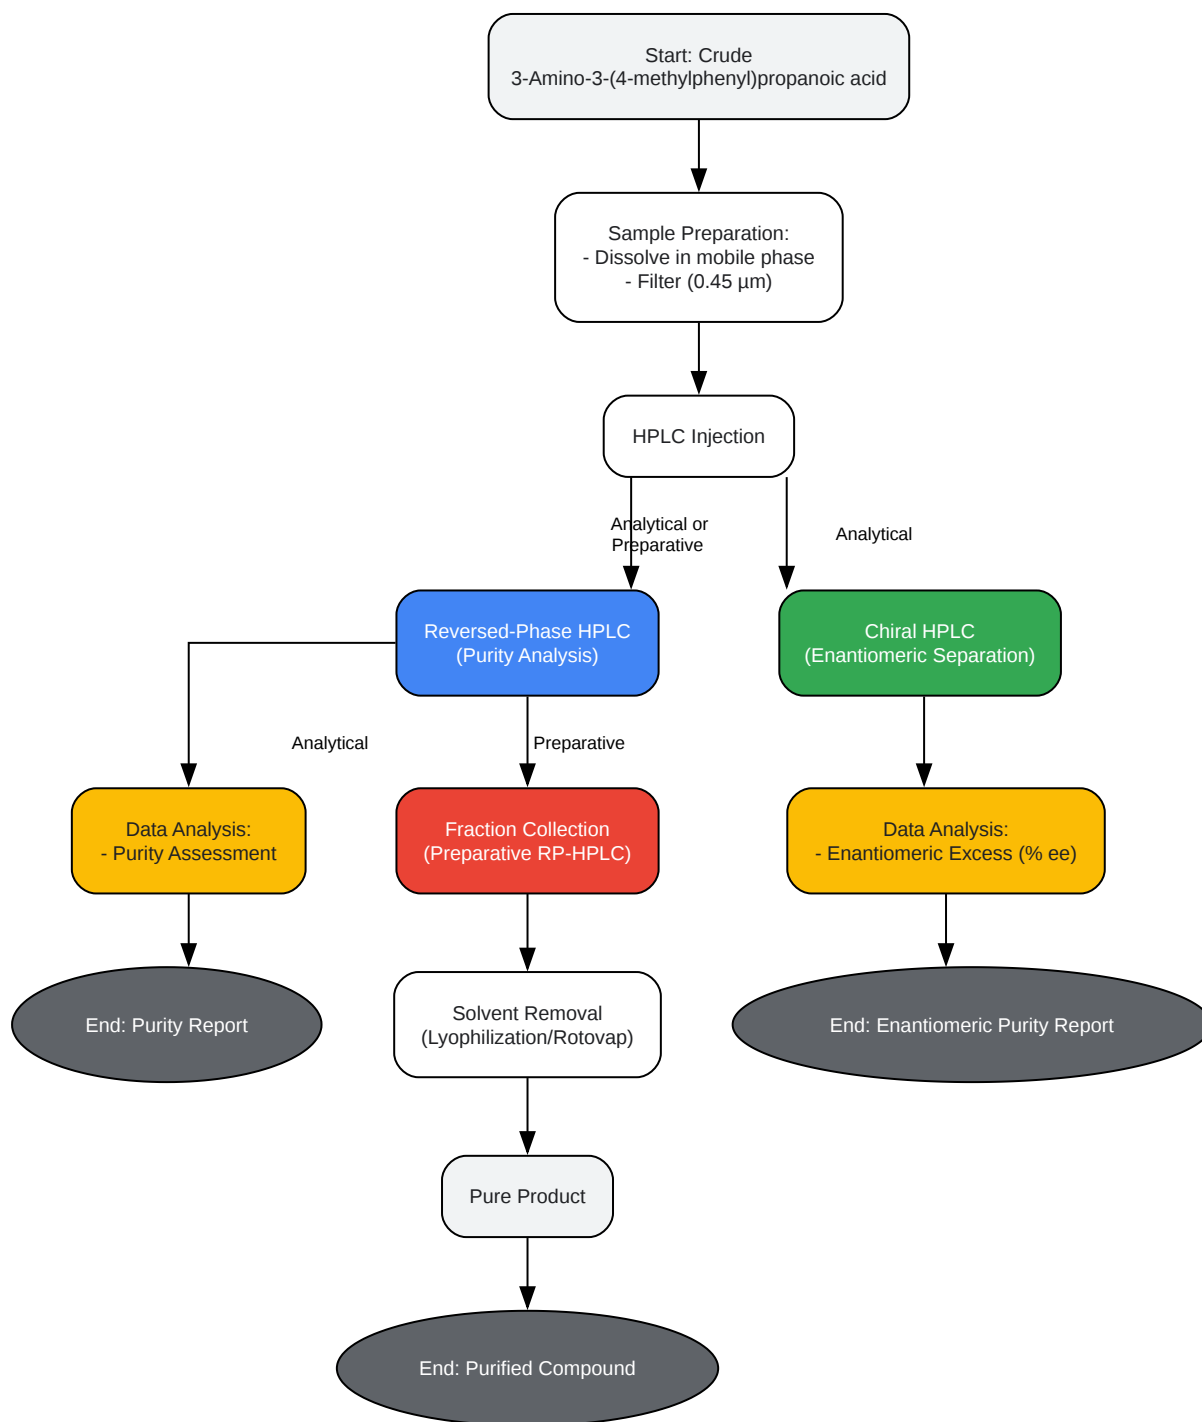 Start: Crude
3-Amino-3-(4-methylphenyl)propanoic acid
Sample Preparation:
- Dissolve in mobile phase
- Filter (0.45 µm)
HPLC Injection
Analytical or
Preparative
Analytical
Reversed-Phase HPLC
(Purity Analysis)
Chiral HPLC
(Enantiomeric Separation)
Analytical
Preparative
Data Analysis:
- Purity Assessment
Fraction Collection
(Preparative RP-HPLC)
Data Analysis:
- Enantiomeric Excess (% ee)
End: Purity Report
Solvent Removal
(Lyophilization/Rotovap)
End: Enantiomeric Purity Report
Pure Product
End: Purified Compound